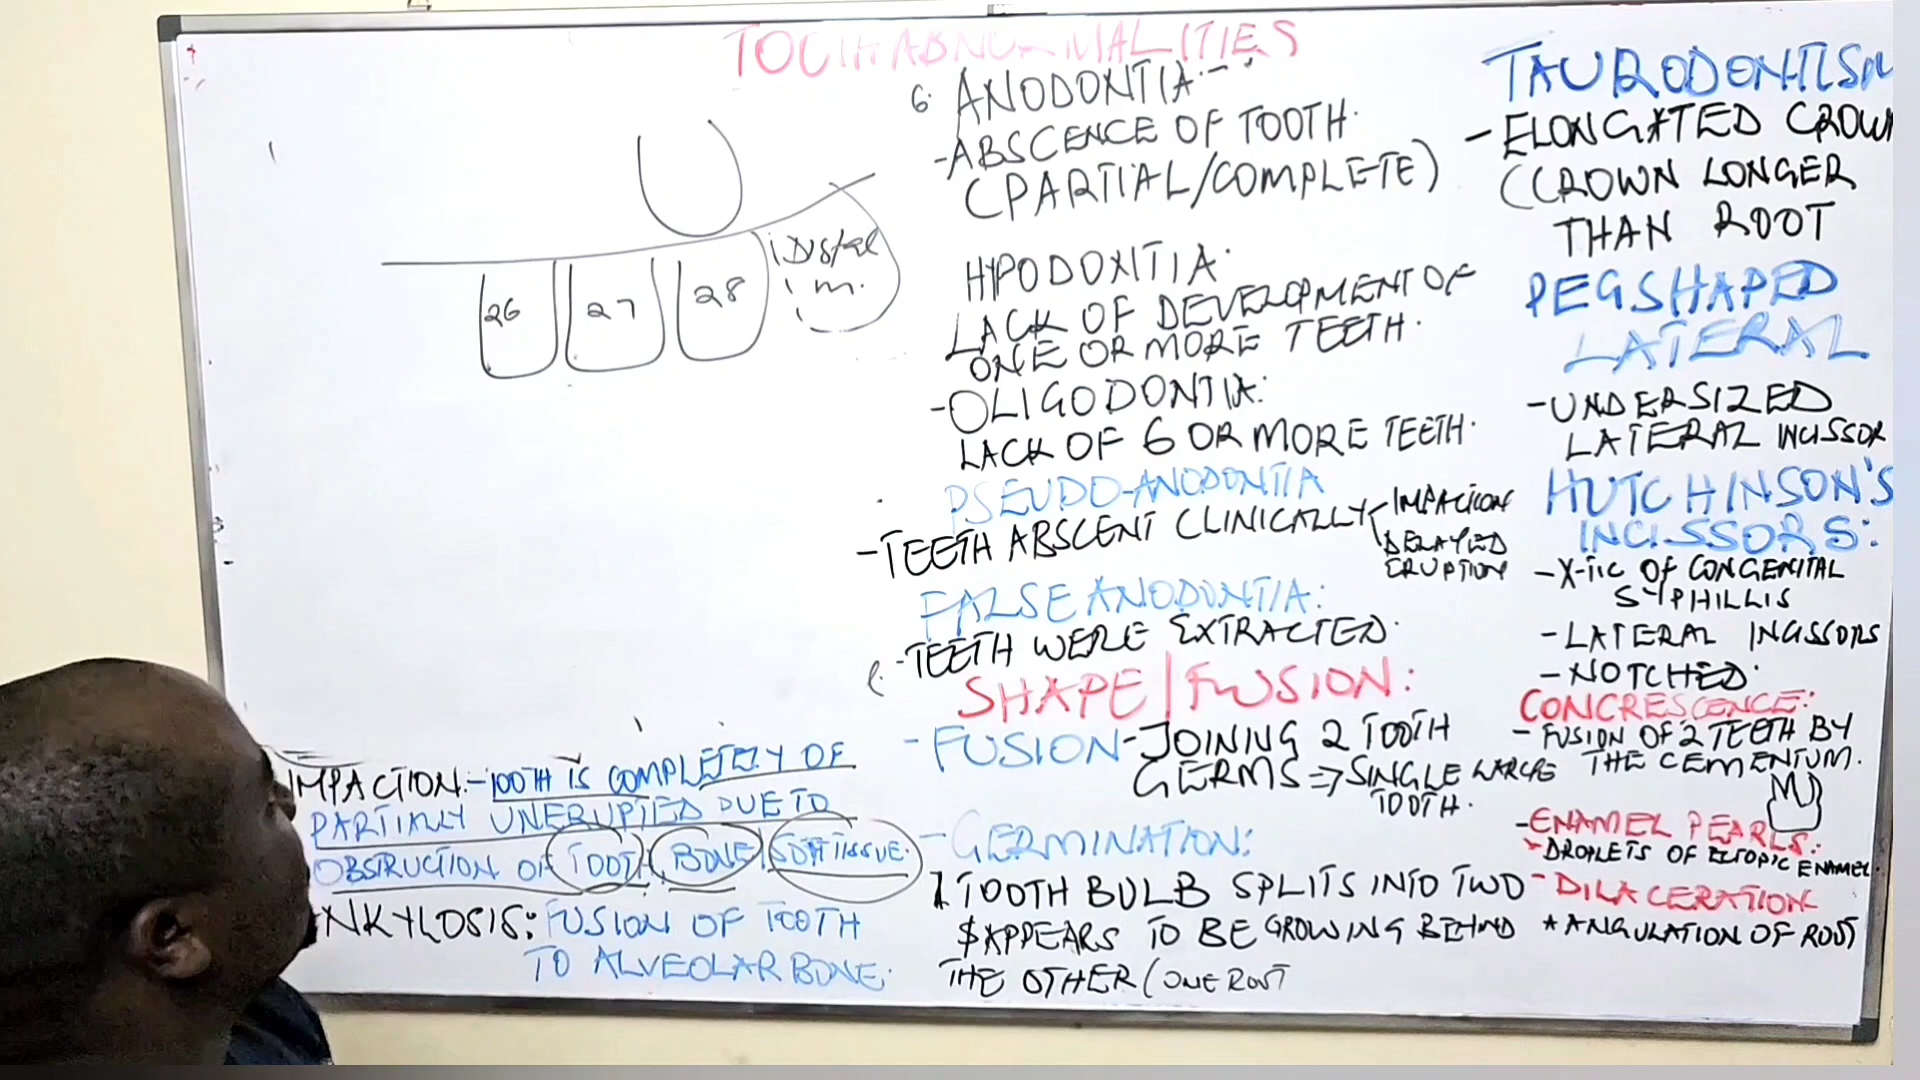 TOOTH ABNORMALITIES
26
27
28
Distal
m.
IMPACTION:- TOOTH IS COMPLETELY OF
PARTIALLY UNERUPTED DUE TO
OBSTRUCTION OF TOOT, BONE / SOFT TISSUE.
NKYLOSIS: FUSION OF TOOTH
TO ALVEOLAR BONE.
6. ANODONTIA:-
-ABSCENCE OF TOOTH.
(PARTIAL/COMPLETE)
HYPODOXITIA.
LACK OF DEVELOPMENT OF
ONE OR MORE TEETH.
-OLIGODONTIA:
LACK OF 6 OR MORE TEETH.
PSEUDO-ANODONTIA
-TEETH ABSCENT CLINICALLY
IMPACTION
DELAYED
ERUPTION
FALSE ANODONTIA:
-TEETH WERE EXTRACTED.
SHAPE/FUSION:
-FUSION-JOINING 2 TOOTH
GERMS => SINGLE LARGE
TOOTH.
-GERMINATION:
1 TOOTH BULB SPLITS INTO TWO
$ APPEARS TO BE GROWING BEHIND
THE OTHER (ONE ROOT
TAURODONTISM
-ELONGATED CROWN
(CROWN LONGER
THAN ROOT
PEGSHAPED
LATERAL
-UNDERSIZED
LATERAL INCISSOR
HUTCHINSON'S
INCISSORS:
-X-TIC OF CONGENITAL
SYPHILLIS
-LATERAL INCISSORS
-NOTCHED.
CONCRESCENCE:
-FUSION OF 2 TEETH BY
THE CEMENTIUM.
-ENAMEL PEARLS:
DROPLETS OF ECTOPIC ENAMEL.
-DILACERATION
*ANGULATION OF ROOT